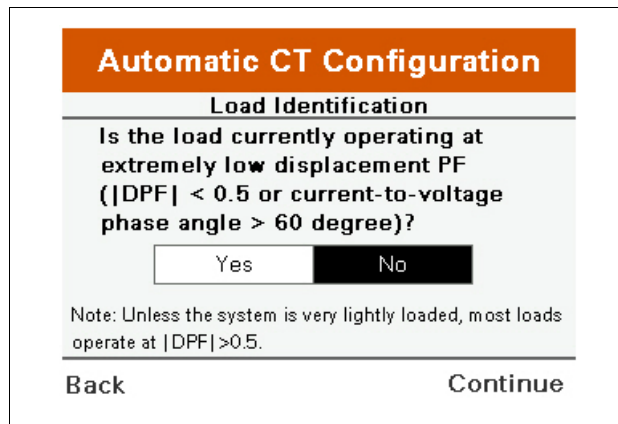 Automatic CT Configuration
Load Identification
Is the load currently operating at
extremely low displacement PF
(|DPF| < 0.5 or current-to-voltage
phase angle > 60 degree)?
Yes No
Note: Unless the system is very lightly loaded, most loads
operate at |DPF|>0.5.
Back Continue